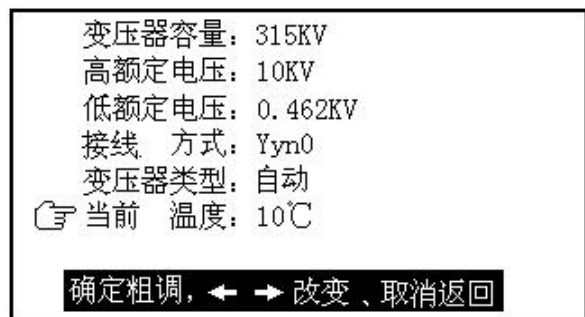 变压器容量：315KV
高额定电压：10KV
低额定电压：0.462KV
接线 方式：Yyn0
变压器类型：自动
当前 温度：10℃
确定粗调，← → 改变、取消返回